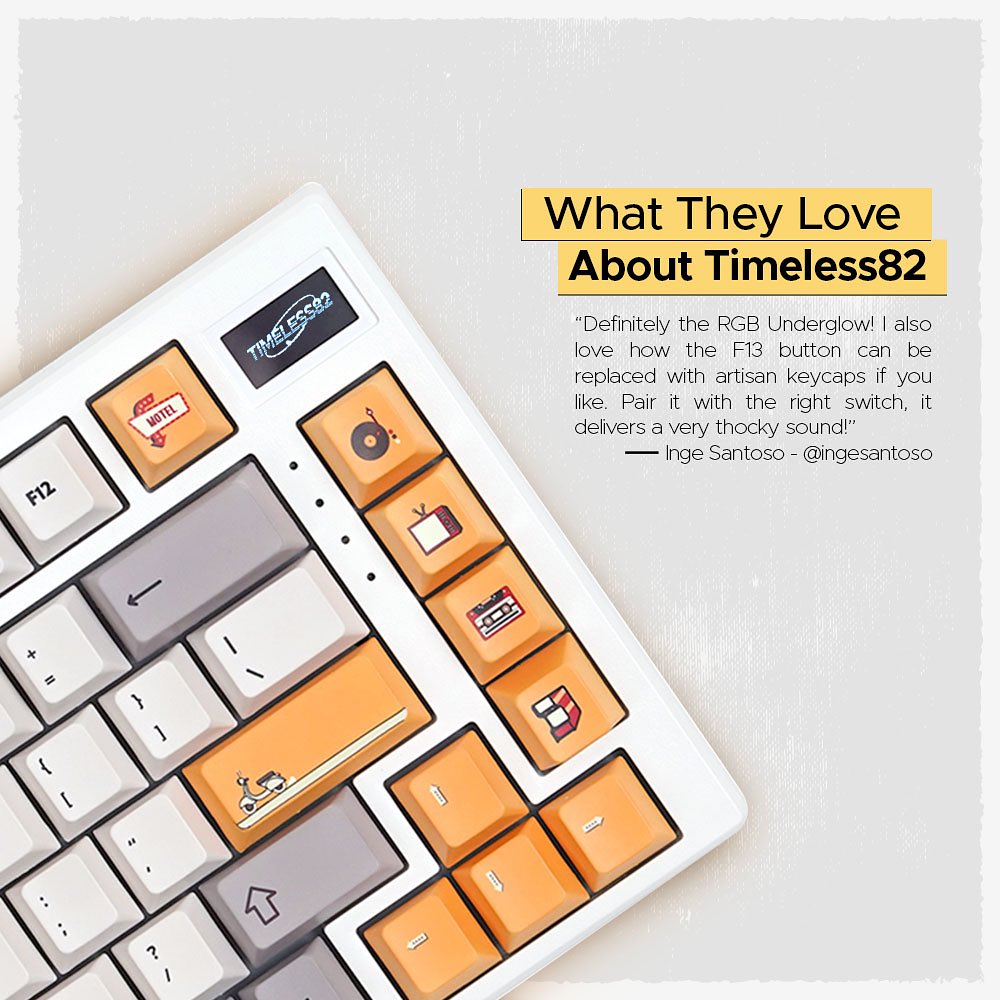 What They Love
About Timeless82
“Definitely the RGB Underglow! I also
love how the F13 button can be
replaced with artisan keycaps if you
like. Pair it with the right switch, it
delivers a very thocky sound!”
— Inge Santoso - @ingesantoso
TIMELESS82
MOTEL
F12
←
+
=
|
\
}
]
{
[
"
'
:
;
?
/